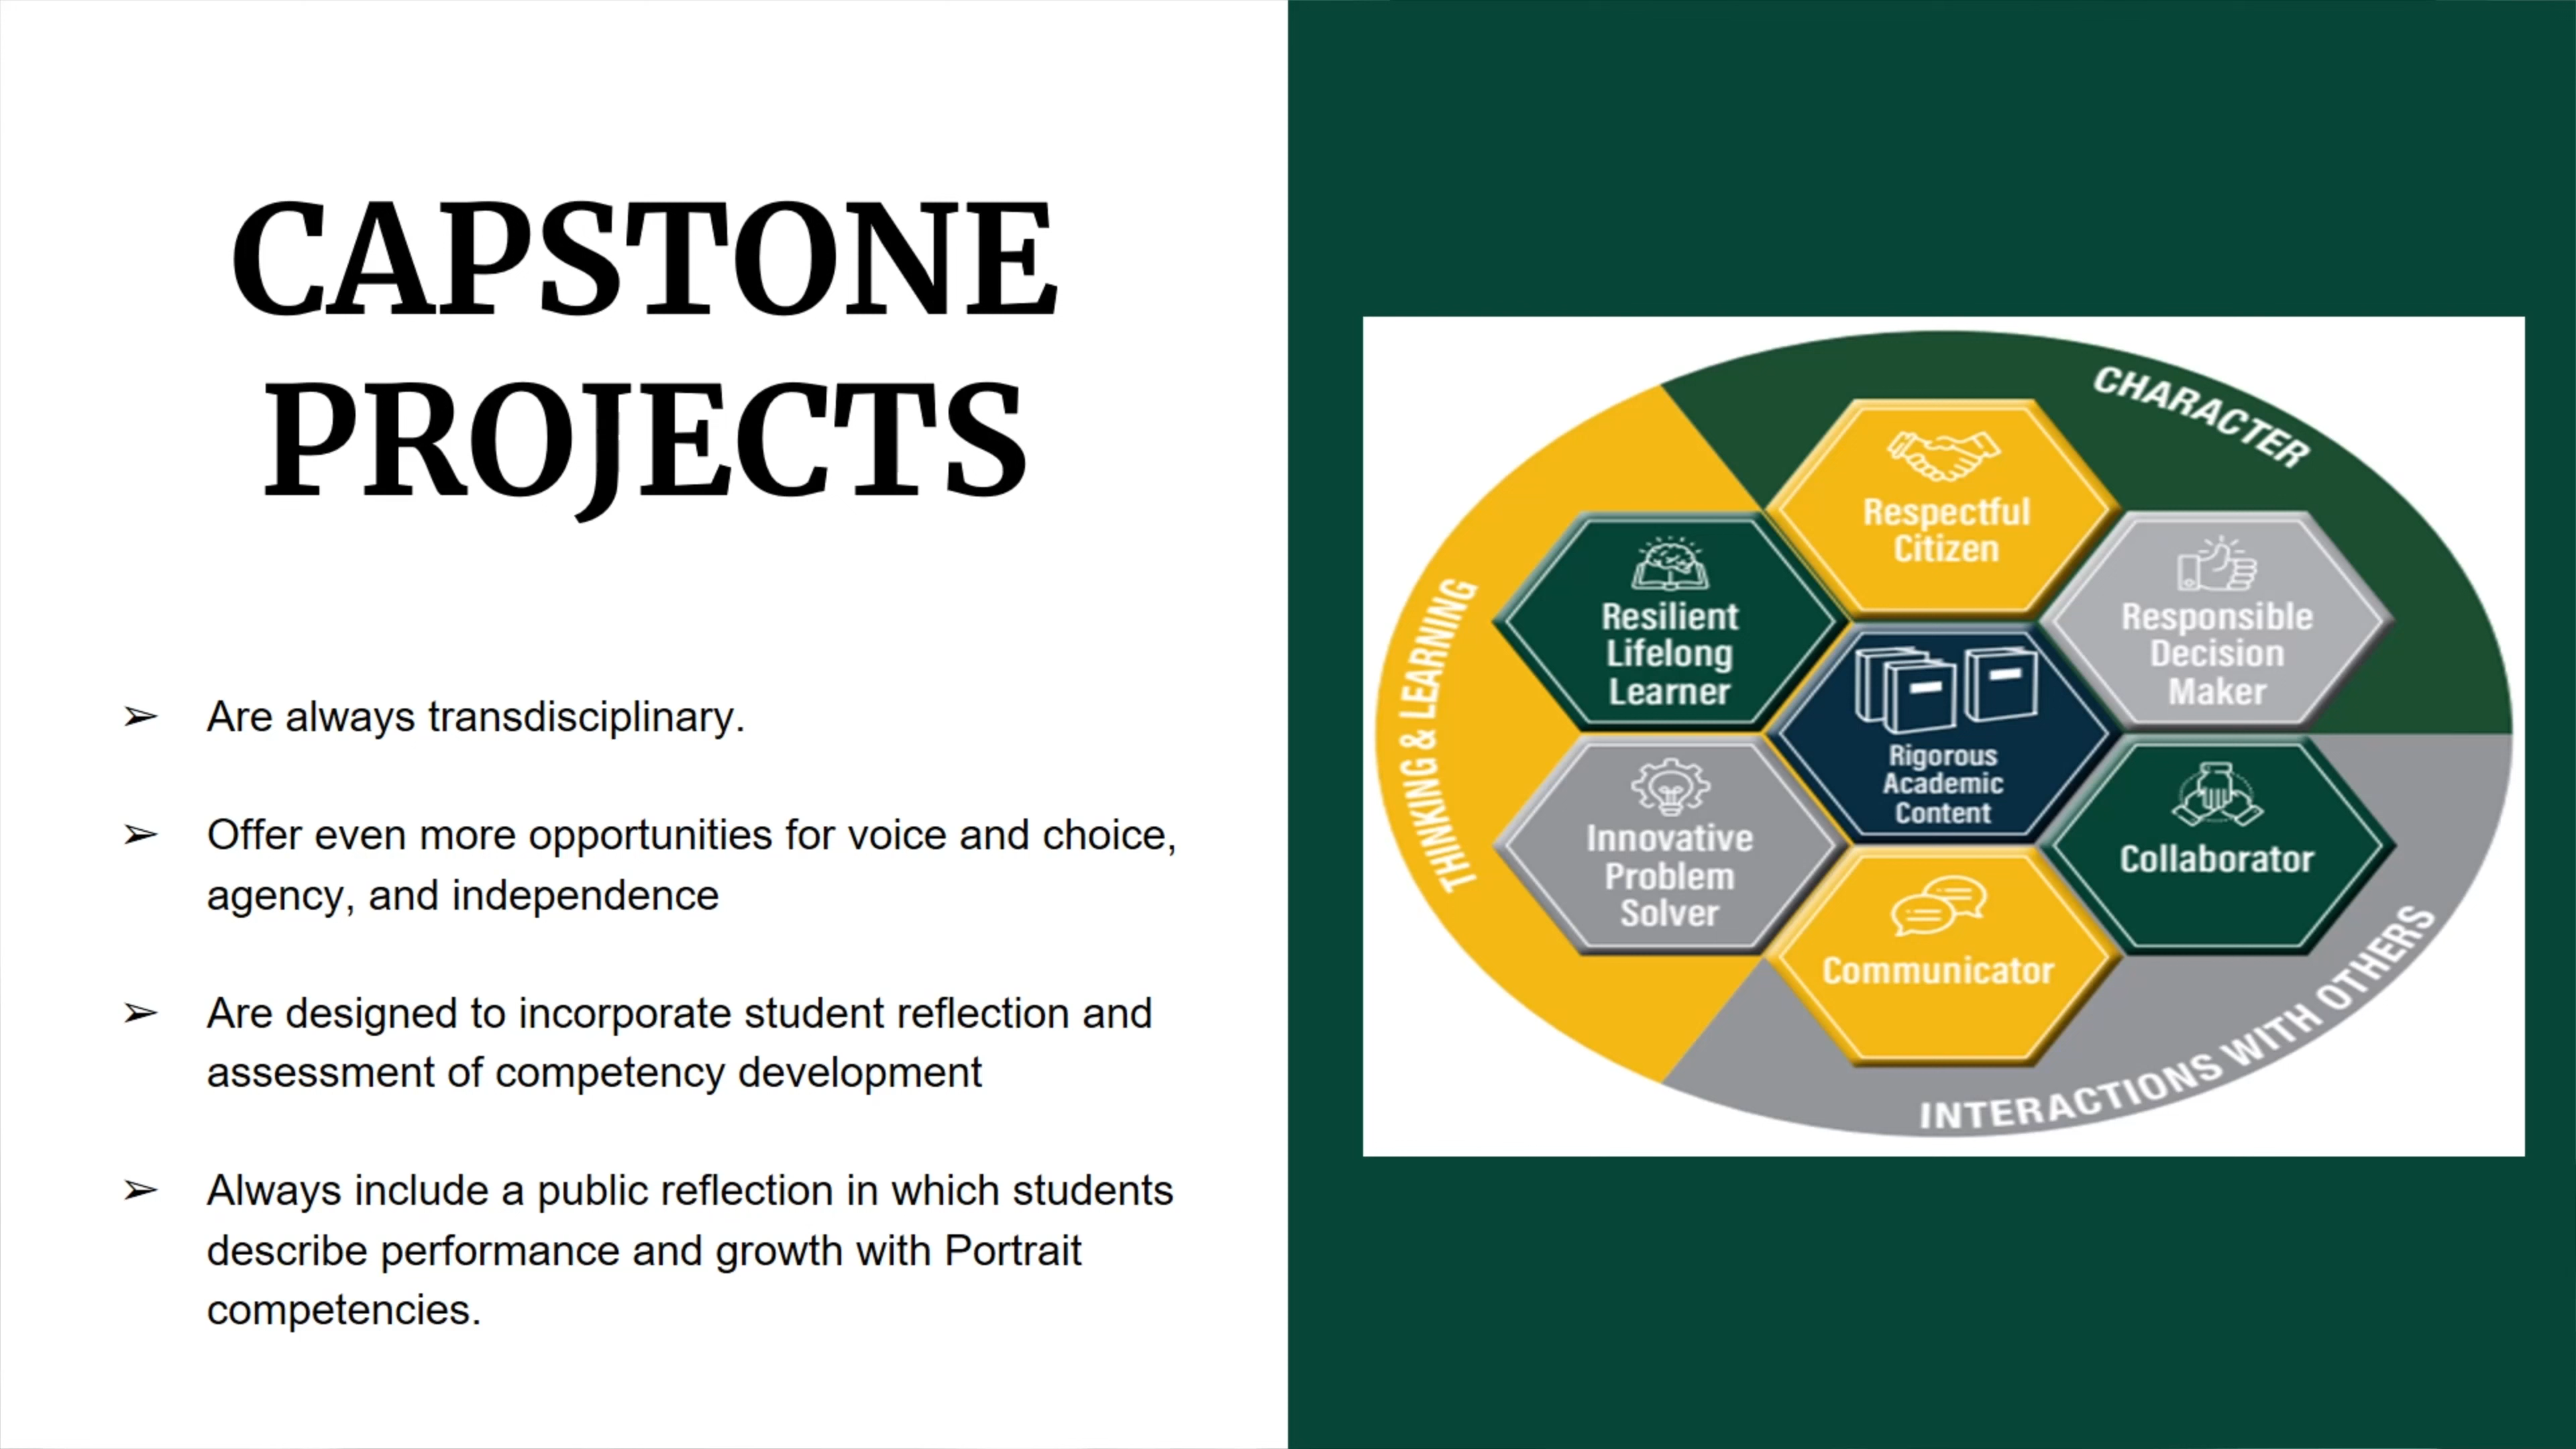 CAPSTONE
PROJECTS
➢ Are always transdisciplinary.
➢ Offer even more opportunities for voice and choice,
agency, and independence
➢ Are designed to incorporate student reflection and
assessment of competency development
➢ Always include a public reflection in which students
describe performance and growth with Portrait
competencies.
CHARACTER
Respectful
Citizen
Responsible
Decision
Maker
Resilient
Lifelong
Learner
THINKING & LEARNING
Rigorous
Academic
Content
Innovative
Problem
Solver
Collaborator
Communicator
INTERACTIONS WITH OTHERS